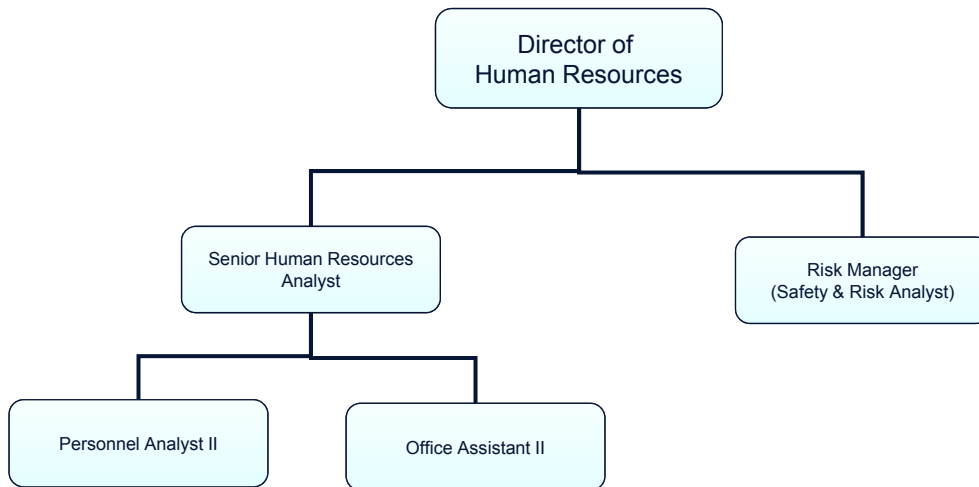 Director of
Human Resources
Senior Human Resources
Analyst
Risk Manager
(Safety & Risk Analyst)
Personnel Analyst II
Office Assistant II